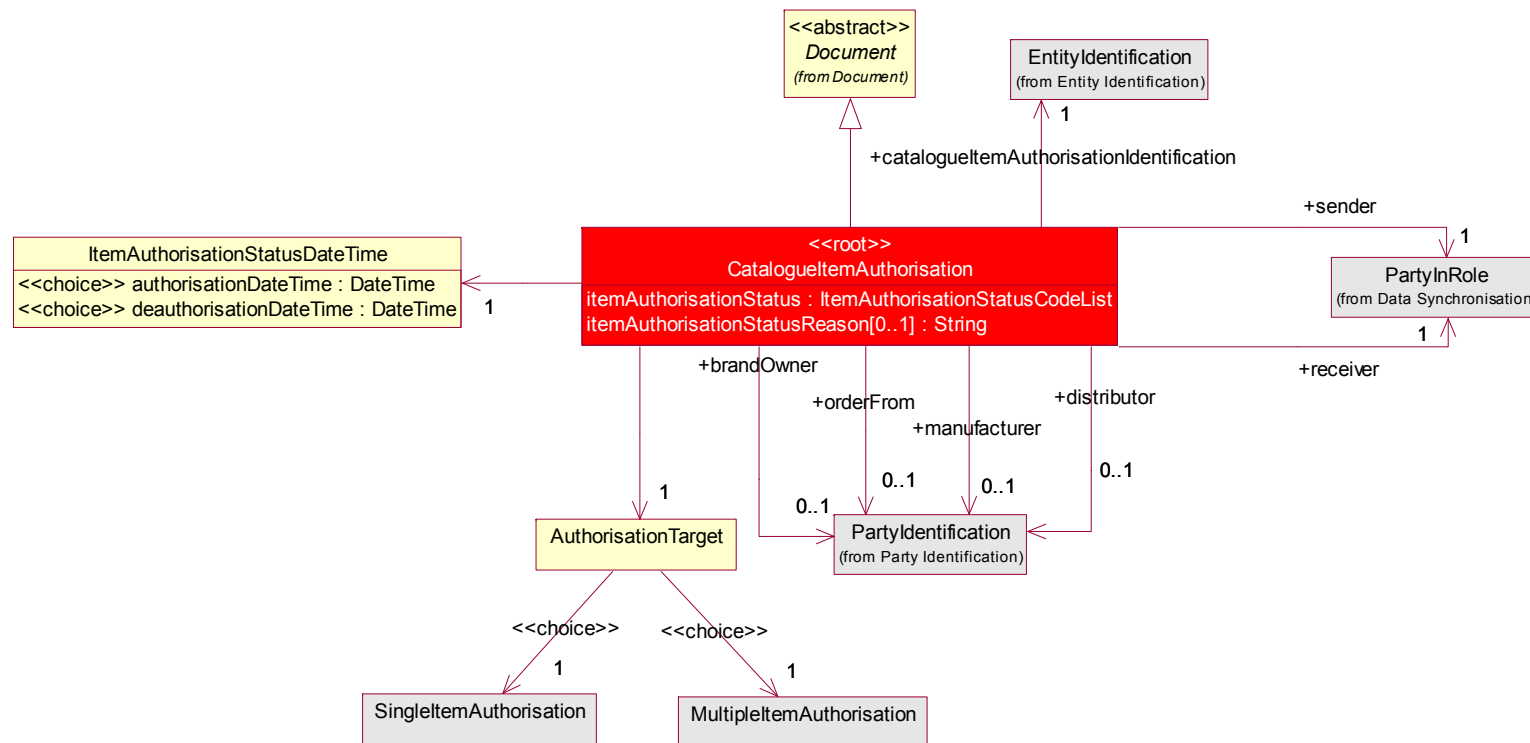 <<abstract>>
Document
(from Document)
EntityIdentification
(from Entity Identification)
1
+catalogueItemAuthorisationIdentification
+sender
1
<<root>>
CatalogueItemAuthorisation
itemAuthorisationStatus : ItemAuthorisationStatusCodeList
itemAuthorisationStatusReason[0..1] : String
ItemAuthorisationStatusDateTime
<<choice>> authorisationDateTime : DateTime
<<choice>> deauthorisationDateTime : DateTime
1
PartyInRole
(from Data Synchronisation)
1
+receiver
+brandOwner
+orderFrom
+manufacturer
+distributor
1
0..1
0..1
0..1
0..1
AuthorisationTarget
PartyIdentification
(from Party Identification)
<<choice>>
<<choice>>
1
1
SingleItemAuthorisation
MultipleItemAuthorisation